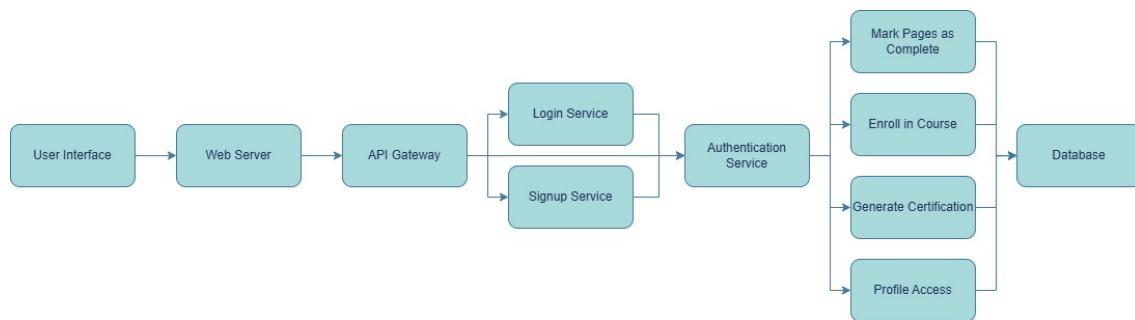 User Interface
Web Server
API Gateway
Login Service
Signup Service
Authentication
Service
Mark Pages as
Complete
Enroll in Course
Generate Certification
Profile Access
Database